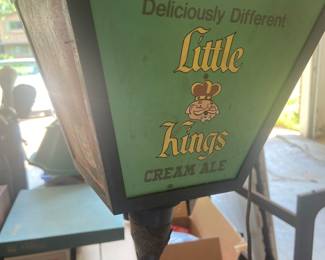 Deliciously Different
Little
Kings
CREAM ALE